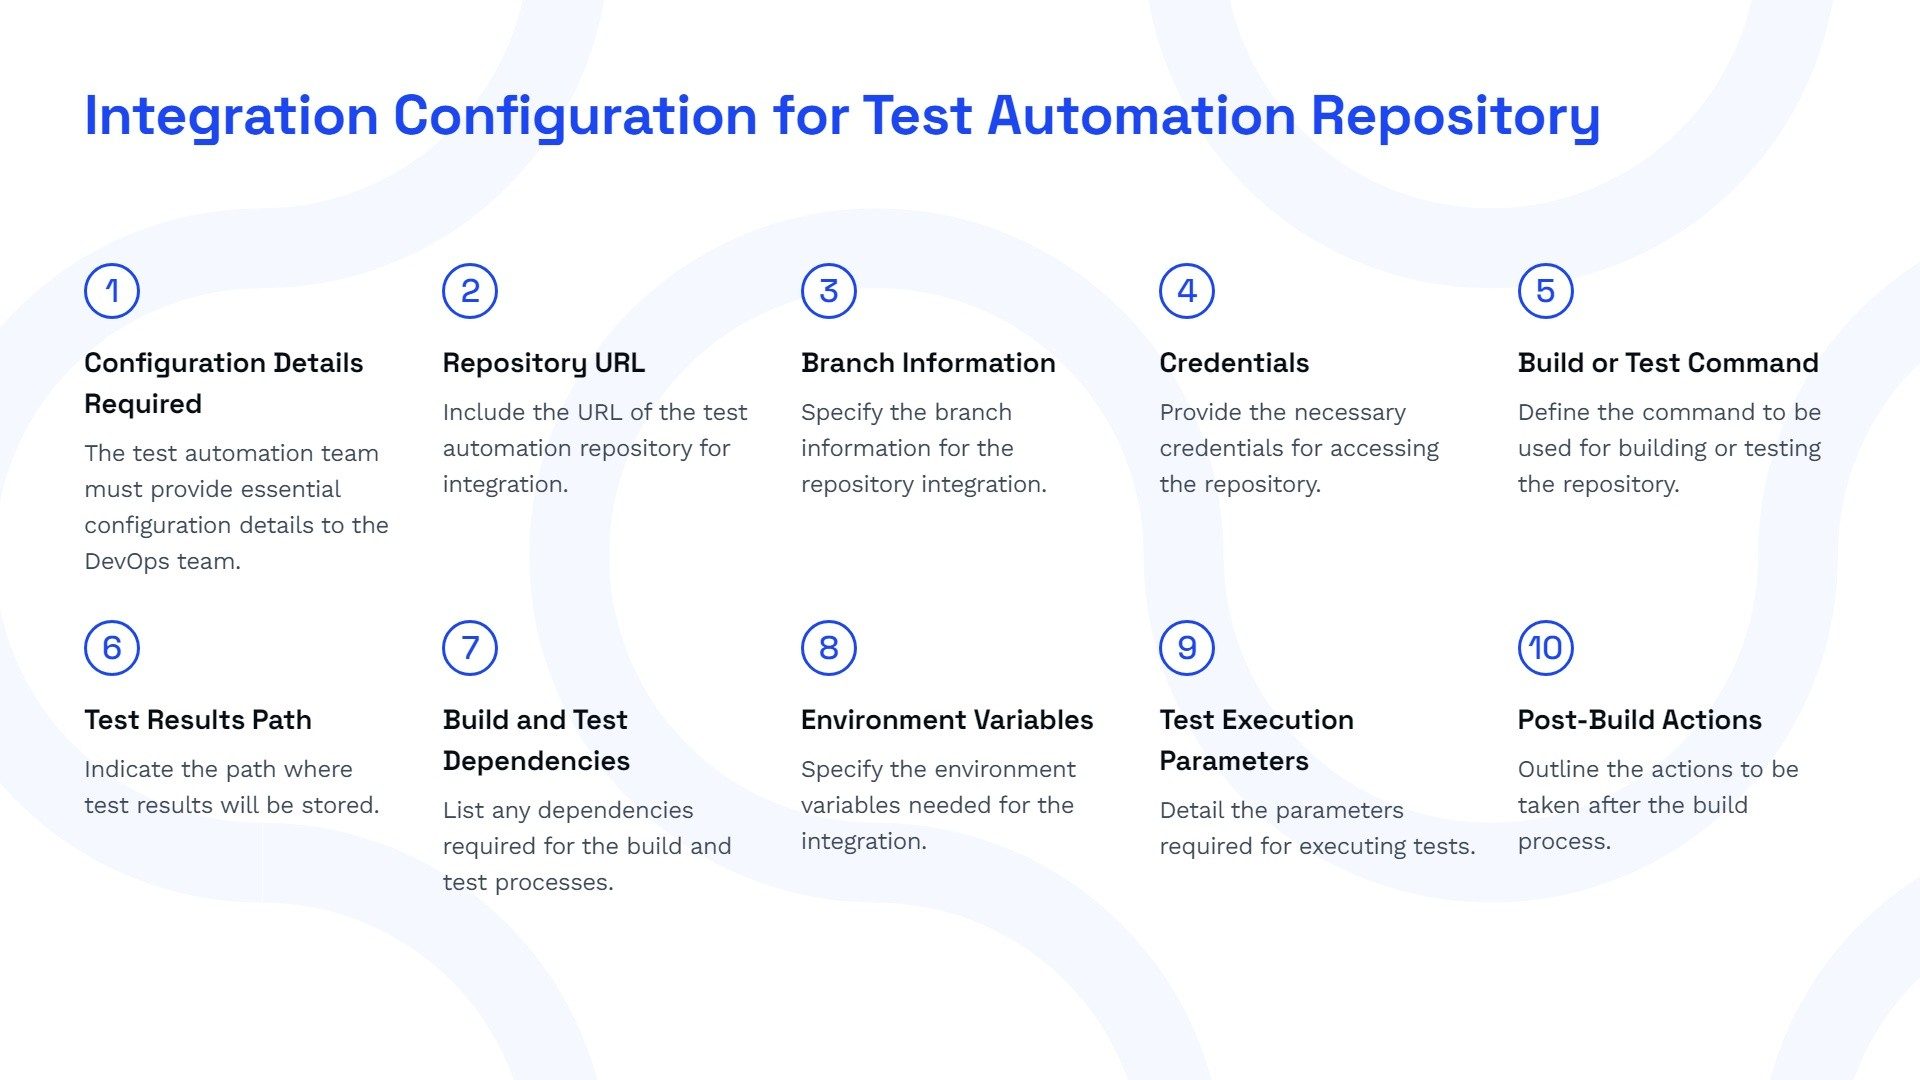 Integration Configuration for Test Automation Repository
1
Configuration Details
Required
The test automation team
must provide essential
configuration details to the
DevOps team.
2
Repository URL
Include the URL of the test
automation repository for
integration.
3
Branch Information
Specify the branch
information for the
repository integration.
4
Credentials
Provide the necessary
credentials for accessing
the repository.
5
Build or Test Command
Define the command to be
used for building or testing
the repository.
6
Test Results Path
Indicate the path where
test results will be stored.
7
Build and Test
Dependencies
List any dependencies
required for the build and
test processes.
8
Environment Variables
Specify the environment
variables needed for the
integration.
9
Test Execution
Parameters
Detail the parameters
required for executing tests.
10
Post-Build Actions
Outline the actions to be
taken after the build
process.